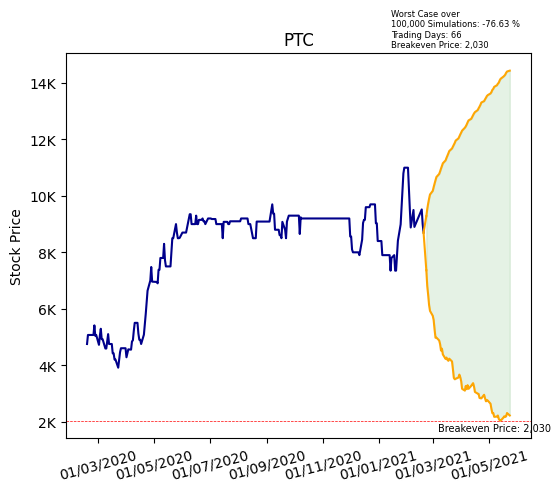 Worst Case over
100,000 Simulations: -76.63 %
Trading Days: 66
Breakeven Price: 2,030
PTC
14K
12K
10K
8K
6K
4K
2K
Stock Price
Breakeven Price: 2,030
01/03/2020
01/05/2020
01/07/2020
01/09/2020
01/11/2020
01/01/2021
01/03/2021
01/05/2021